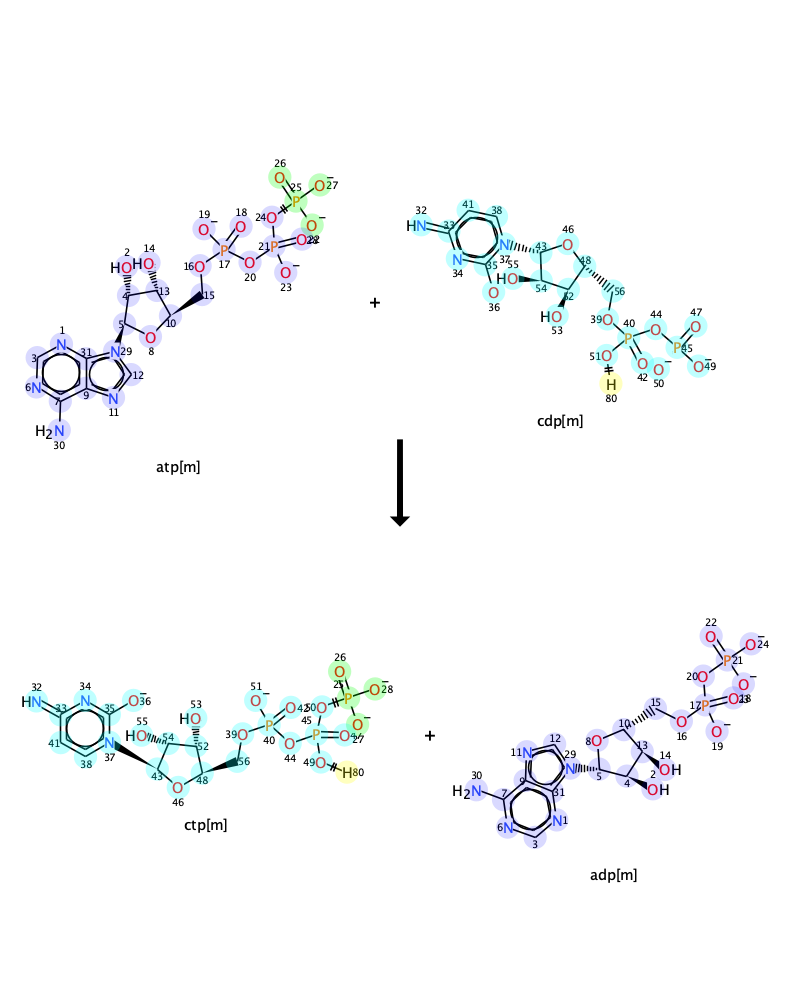 26
25
O
O⁻ 27
P
19
18
O⁻
O
24 O
O⁻
2
14
HO
HO
P
21 P
O
17
16 O
O
20
O⁻
23
4
13
15
5
10
O
8
1
N
31
N 29
3
12
6 N
7
9
N
11
H₂N
30
atp[m]
+
32
41
38
46
HN
33
O
43
48
N
37
34
N
35
55
HO
54
52
56
O
36
HO
53
39 O
40
44
47
P
O
O
51 O
P 45
O
42
O⁻
50
O⁻ 49
H
80
cdp[m]
22
O
O⁻ 24
P 21
20 O
15
O⁻
17 P
O
10
O
16
O⁻
19
12
8 O
13
14
11 N
29
N
5
OH
2
4
OH
30
9
31
H₂N
7
6 N
N 1
3
adp[m]
+
26
O
32
34
51
53
O⁻ 28
HN
33
N
35
O⁻ 36
O⁻
HO
50
P
O
O⁻
55
HO
54
39 O
P
40
O 42
45
P
O
27
41
N
37
52
O
44
38
43
48
56
49 O
H 80
O
46
ctp[m]